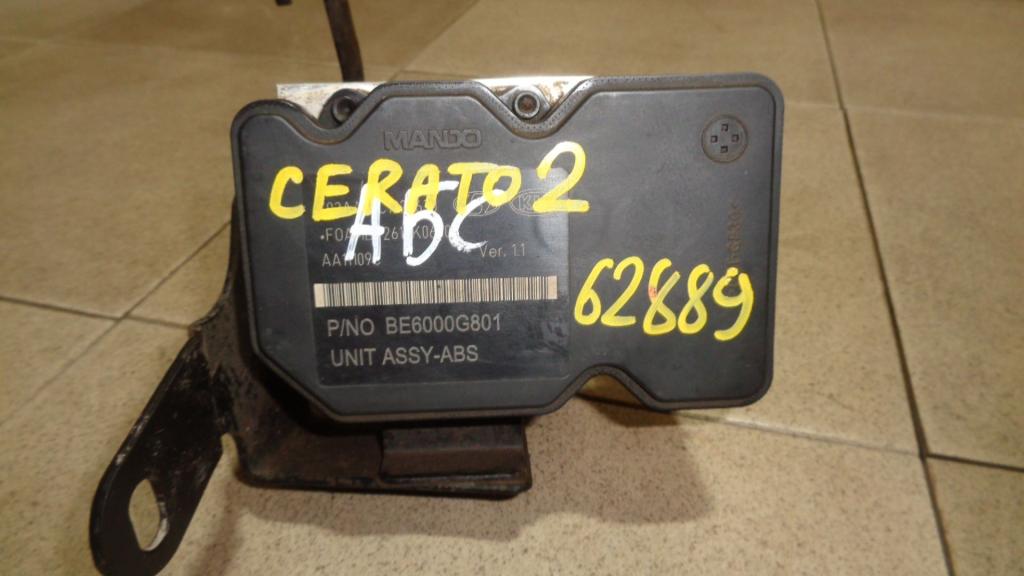 MANDO
CERATO 2
АБС
Ver. 1.1
62889
P/NO BE6000G801
UNIT ASSY-ABS